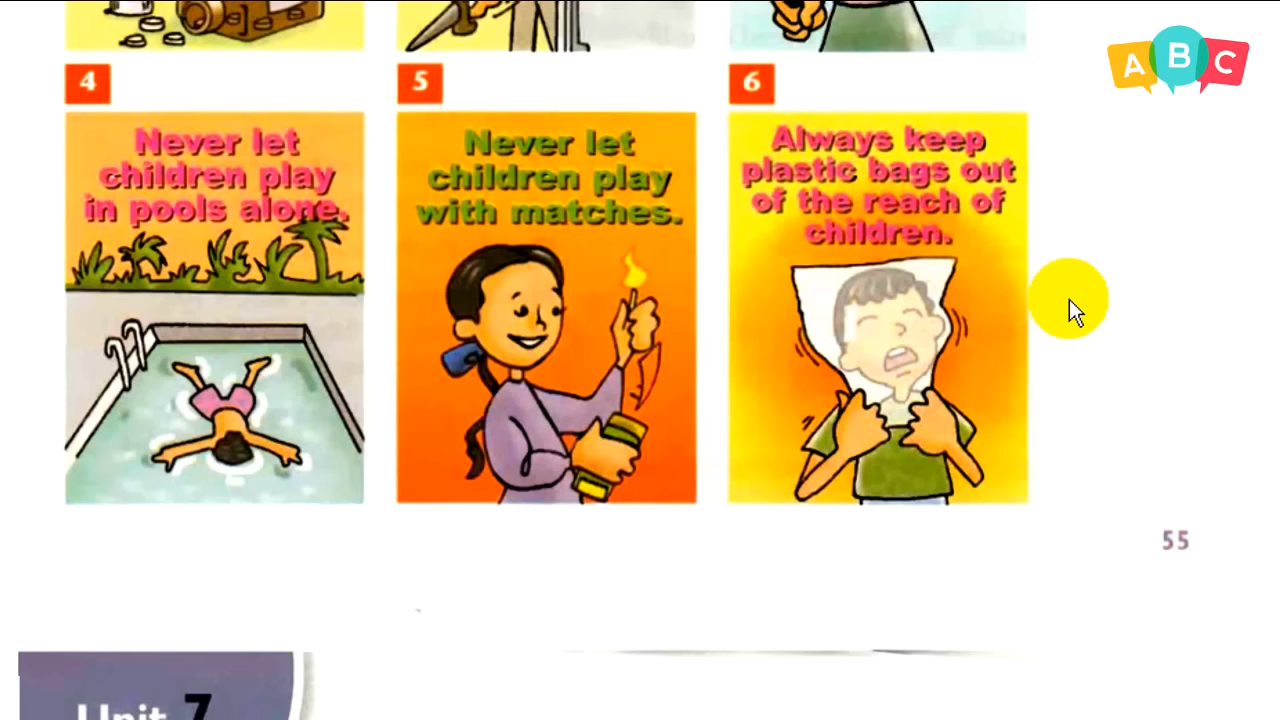 A B C
4
5
6
Never let
children play
in pools alone.
Never let
children play
with matches.
Always keep
plastic bags out
of the reach of
children.
55
Unit 7